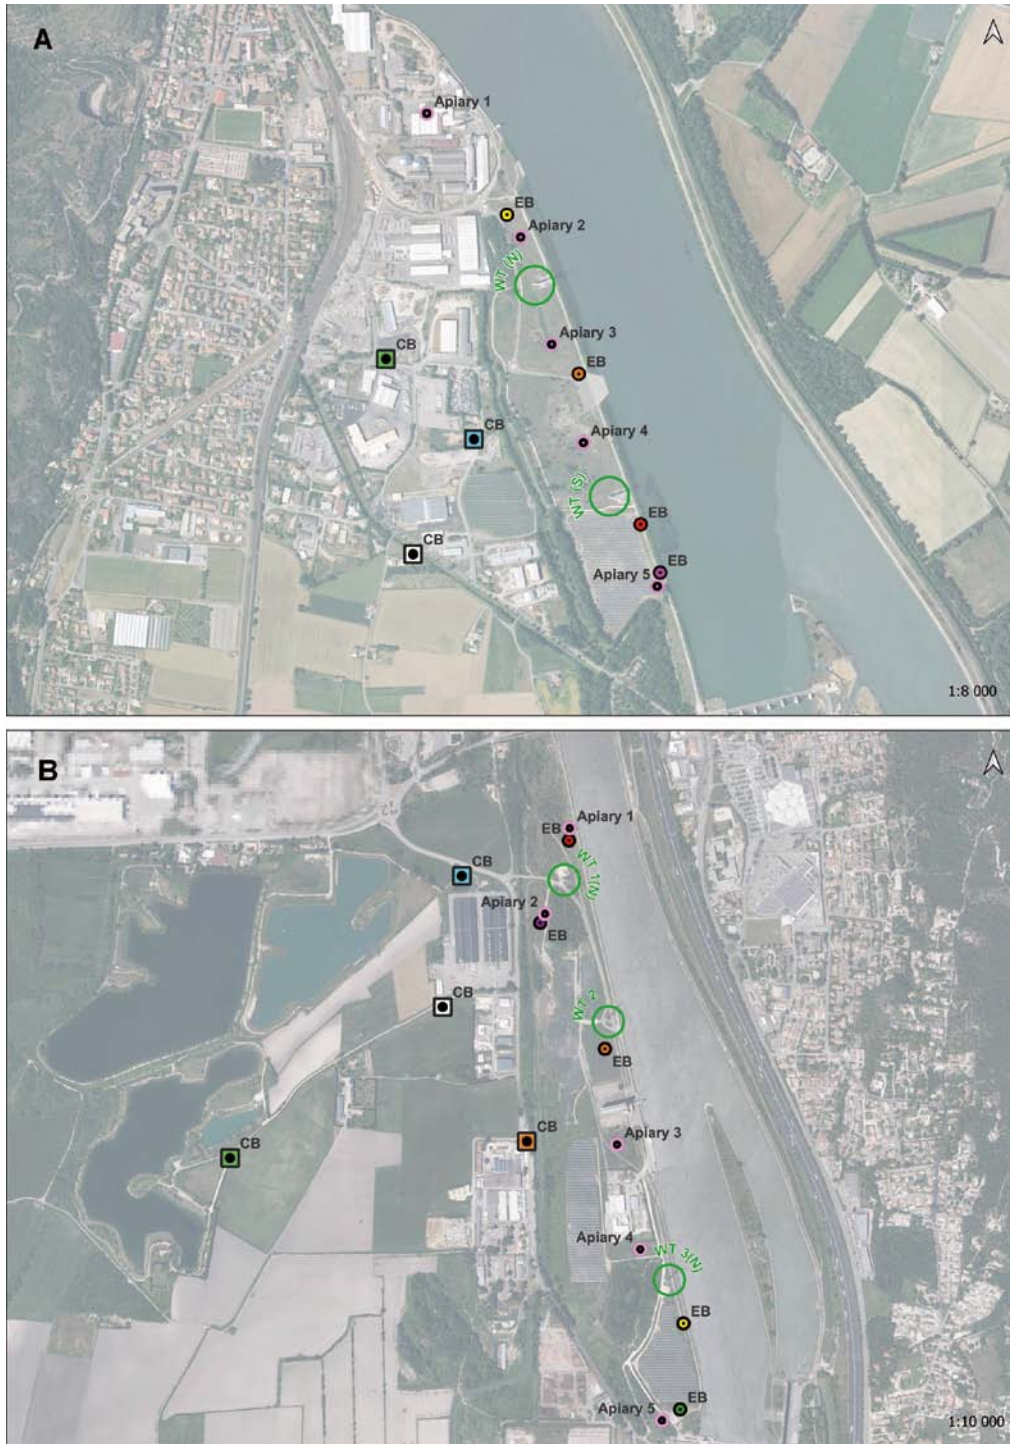 A
Apiary 1
EB
Apiary 2
WT (N)
Apiary 3
EB
CB
CB
Apiary 4
WT (S)
EB
CB
EB
Apiary 5
1:8 000
B
Apiary 1
EB
WT 1(N)
CB
Apiary 2
EB
CB
WT 2
EB
CB
Apiary 3
CB
Apiary 4
WT 3(N)
EB
EB
Apiary 5
1:10 000